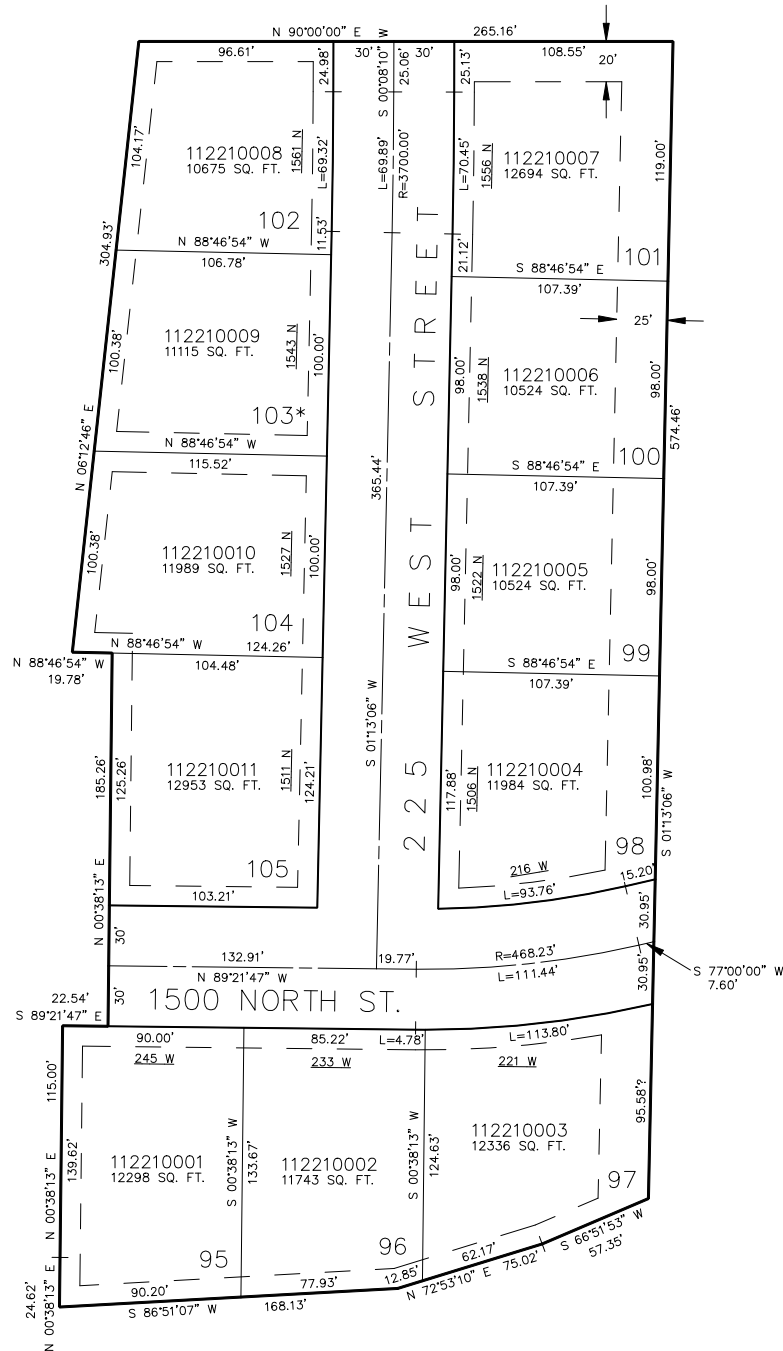 N 90°00'00" E W
265.16'
96.61'
30'
30'
108.55'
20'
24.98'
S 00°08'10" W
25.06'
25.13'
104.17'
112210008
10675 SQ. FT.
1561 N
L=69.32'
L=69.89'
R=3700.00'
L=70.45'
1556 N
112210007
12694 SQ. FT.
119.00'
102
11.53'
21.12'
101
304.93'
N 88°46'54" W
106.78'
S 88°46'54" E
107.39'
25'
100.38'
112210009
11115 SQ. FT.
1543 N
100.00'
98.00'
1538 N
112210006
10524 SQ. FT.
98.00'
574.46'
103*
100
N 06°12'46" E
N 88°46'54" W
115.52'
365.44'
S 88°46'54" E
107.39'
100.38'
112210010
11989 SQ. FT.
1527 N
100.00'
98.00'
1522 N
112210005
10524 SQ. FT.
98.00'
104
99
N 88°46'54" W
19.78'
N 88°46'54" W
124.26'
104.48'
S 88°46'54" E
107.39'
225 WEST STREET
S 01°13'06" W
185.26'
125.26'
112210011
12953 SQ. FT.
1511 N
124.21'
117.88'
1506 N
112210004
11984 SQ. FT.
100.98'
S 01°13'06" W
105
98
103.21'
216 W
L=93.76'
15.20'
N 00°38'13" E
30'
30.95'
132.91'
19.77'
R=468.23'
N 89°21'47" W
L=111.44'
S 77°00'00" W
7.60'
30'
30.95'
22.54'
S 89°21'47" E
1500 NORTH ST.
90.00'
85.22'
L=4.78'
L=113.80'
245 W
233 W
221 W
115.00'
139.62'
112210001
12298 SQ. FT.
S 00°38'13" W
133.67'
112210002
11743 SQ. FT.
S 00°38'13" W
124.63'
112210003
12336 SQ. FT.
95.58'?
N 00°38'13" E
95
96
97
24.62'
N 00°38'13" E
90.20'
77.93'
12.85'
62.17'
S 86°51'07" W
168.13'
N 72°53'10" E
75.02'
S 66°51'53" W
57.35'